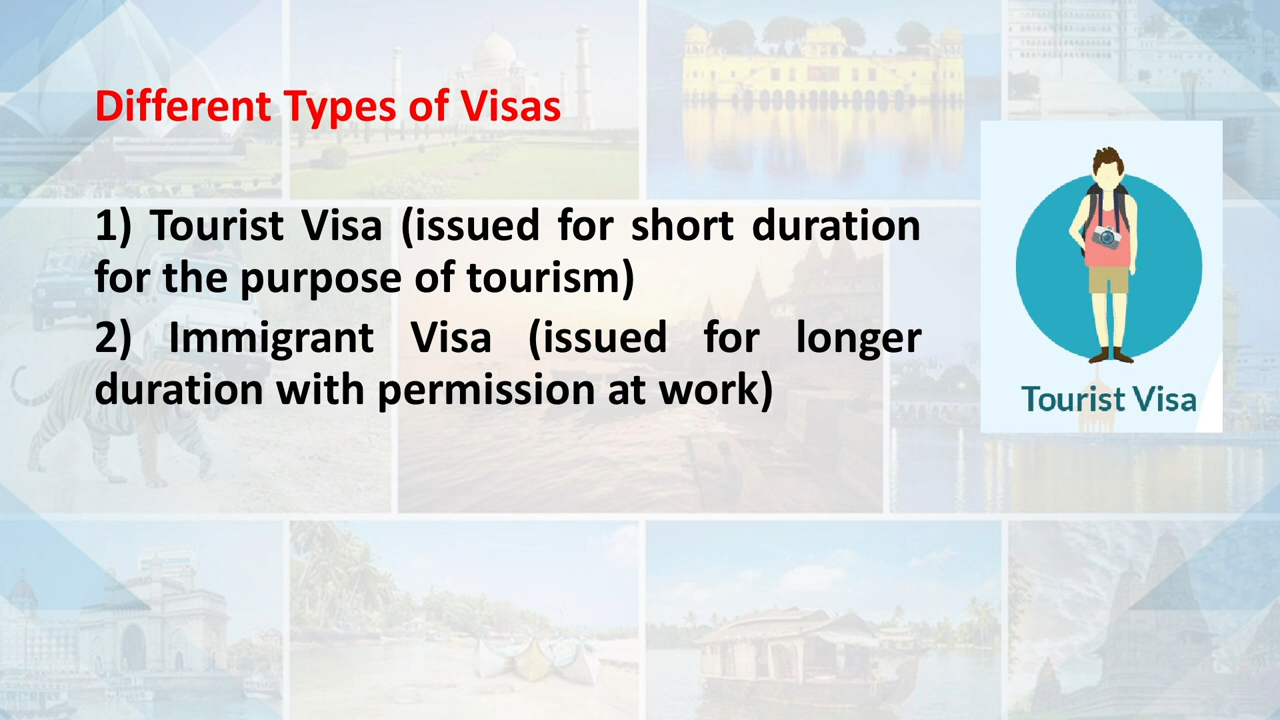 Different Types of Visas
1) Tourist Visa (issued for short duration
for the purpose of tourism)
2) Immigrant Visa (issued for longer
duration with permission at work)
Tourist Visa